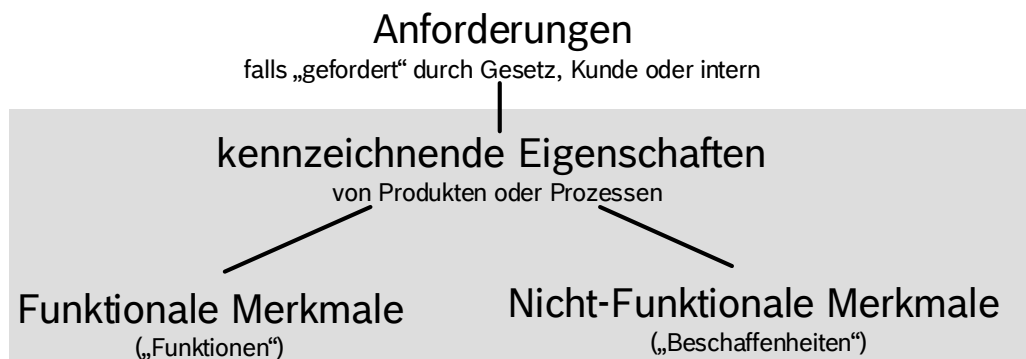 Anforderungen
falls „gefordert“ durch Gesetz, Kunde oder intern
kennzeichnende Eigenschaften
von Produkten oder Prozessen
Funktionale Merkmale
(„Funktionen“)
Nicht-Funktionale Merkmale
(„Beschaffenheiten“)